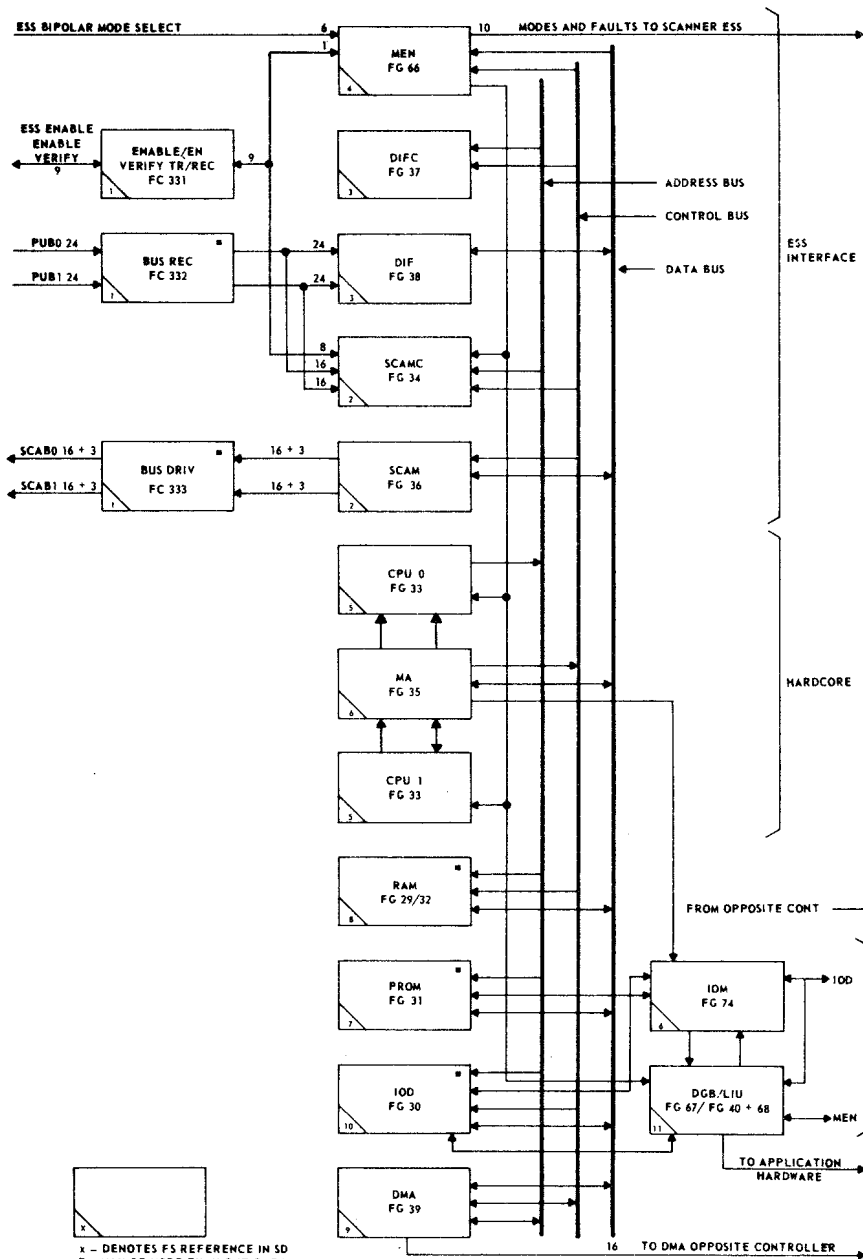 ESS BIPOLAR MODE SELECT
6
1
MEN
FG 66
4
10
MODES AND FAULTS TO SCANNER ESS
ESS ENABLE
ENABLE
VERIFY
9
ENABLE/EN
VERIFY TR/REC
FC 331
1
9
DIFC
FG 37
3
ADDRESS BUS
CONTROL BUS
DATA BUS
ESS
INTERFACE
PUB0 24
PUB1 24
BUS REC
FC 332
1
24
24
DIF
FG 38
3
8
16
16
SCAMC
FG 34
2
SCAB0 16 + 3
SCAB1 16 + 3
BUS DRIV
FC 333
1
16 + 3
16 + 3
SCAM
FG 36
2
CPU 0
FG 33
5
MA
FG 35
6
HARDCORE
CPU 1
FG 33
5
RAM
FG 29/32
8
FROM OPPOSITE CONT
PROM
FG 31
7
IDM
FG 74
6
IOD
IOD
FG 30
10
DGB/LIU
FG 67/ FG 40 + 68
11
MEN
TO APPLICATION
HARDWARE
DMA
FG 39
9
16
TO DMA OPPOSITE CONTROLLER
X
x – DENOTES FS REFERENCE IN SD